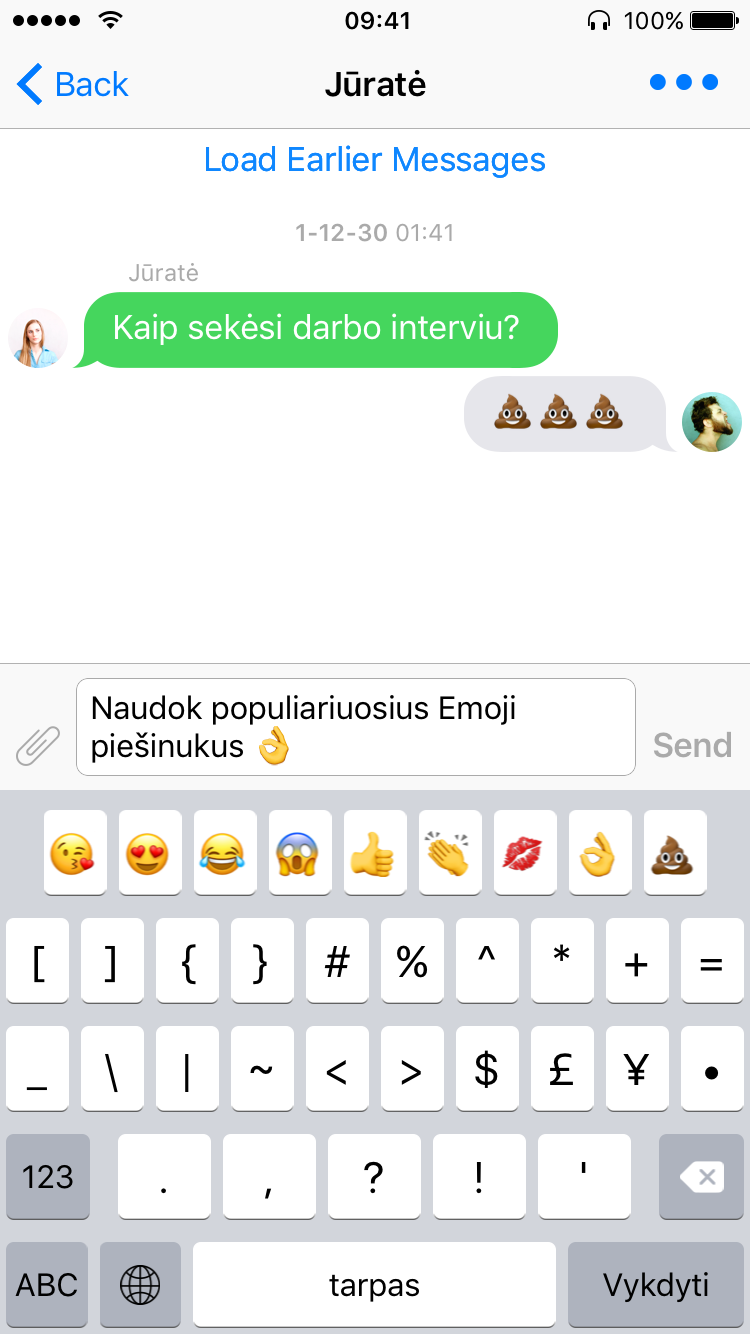 09:41 100%
Back Jūratė •••
Load Earlier Messages
1-12-30 01:41
Jūratė
Kaip sekėsi darbo interviu?
💩💩💩
Naudok populiariuosius Emoji
piešinukus 👌
Send
😘 😍 😂 😱 👍 👏 💋 👌 💩
[ ] { } # % ^ * + =
_ \ | ~ < > $ £ ¥ •
123 . , ? ! '
ABC tarpas Vykdyti